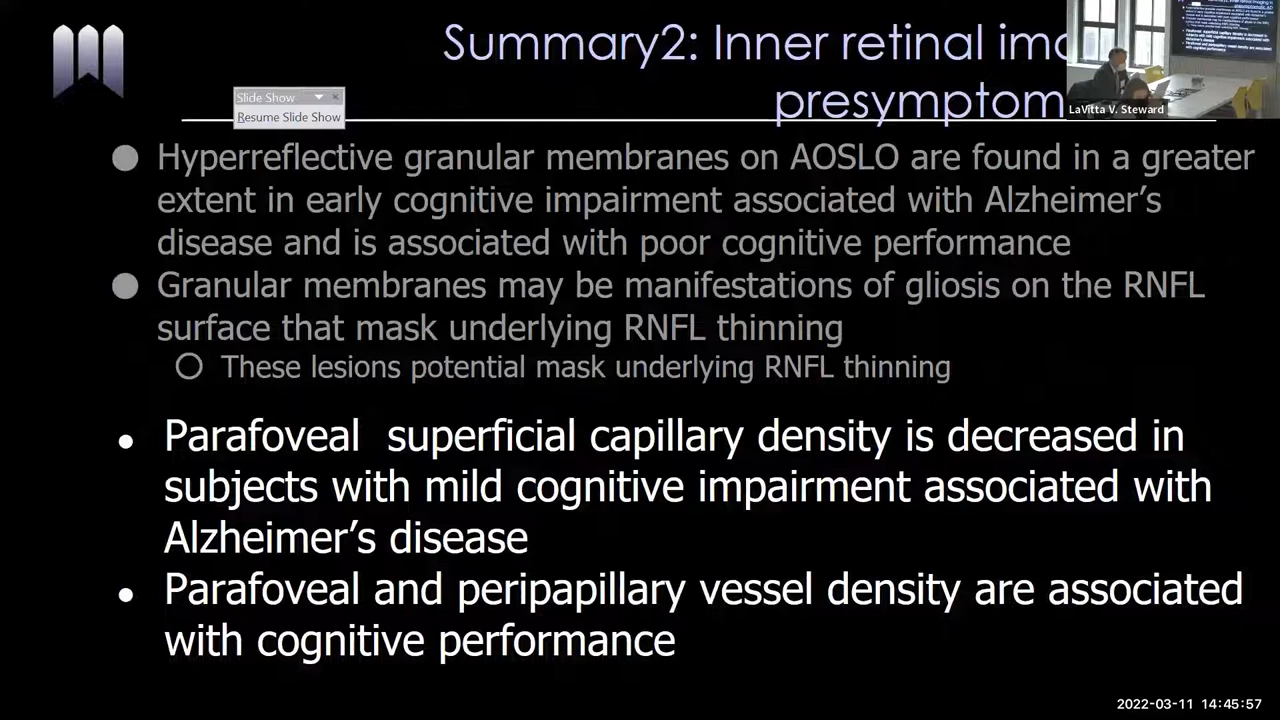 Summary2: Inner retinal ima
presymptom
Slide Show
Resume Slide Show
LaVitta V. Steward
Hyperreflective granular membranes on AOSLO are found in a greater
extent in early cognitive impairment associated with Alzheimer's
disease and is associated with poor cognitive performance
Granular membranes may be manifestations of gliosis on the RNFL
surface that mask underlying RNFL thinning
These lesions potential mask underlying RNFL thinning
Parafoveal superficial capillary density is decreased in
subjects with mild cognitive impairment associated with
Alzheimer's disease
Parafoveal and peripapillary vessel density are associated
with cognitive performance
2022-03-11 14:45:57